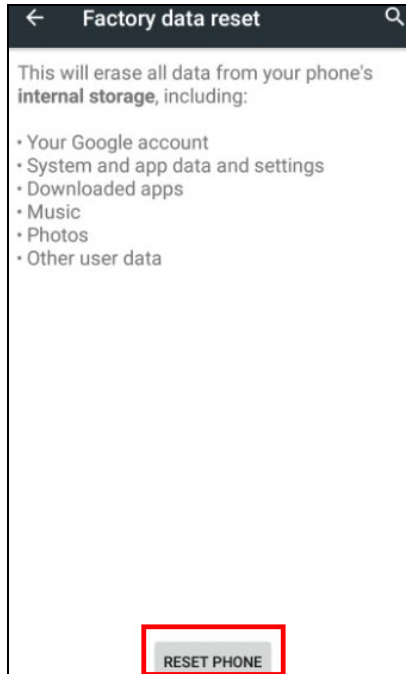 Factory data reset
This will erase all data from your phone's
internal storage, including:
• Your Google account
• System and app data and settings
• Downloaded apps
• Music
• Photos
• Other user data
RESET PHONE